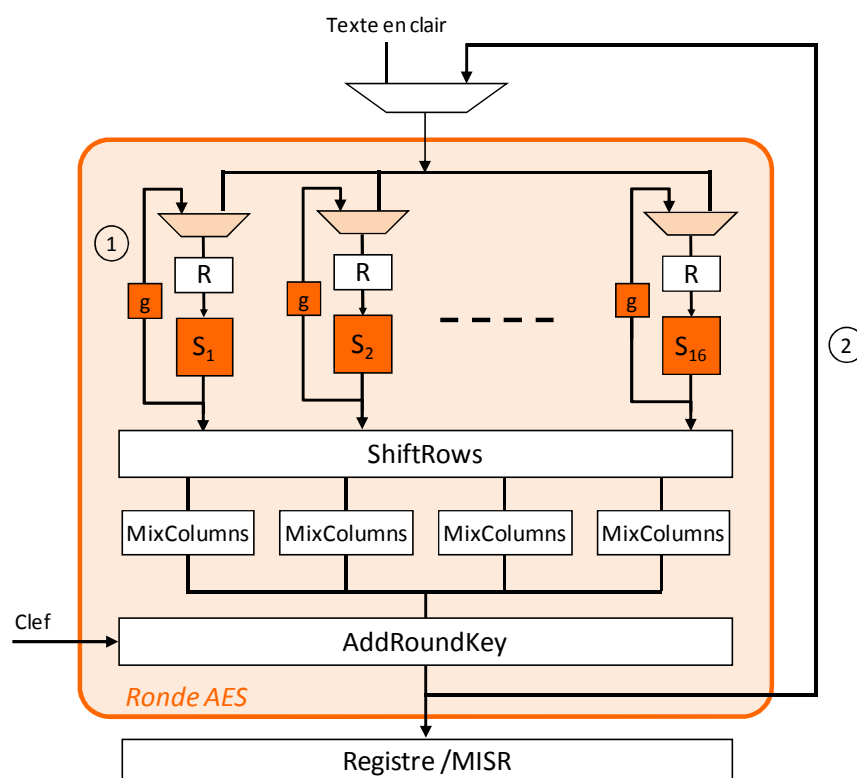 Texte en clair
1
R
R
R
g
g
g
S1
S2
S16
2
ShiftRows
MixColumns
MixColumns
MixColumns
MixColumns
Clef
AddRoundKey
Ronde AES
Registre /MISR